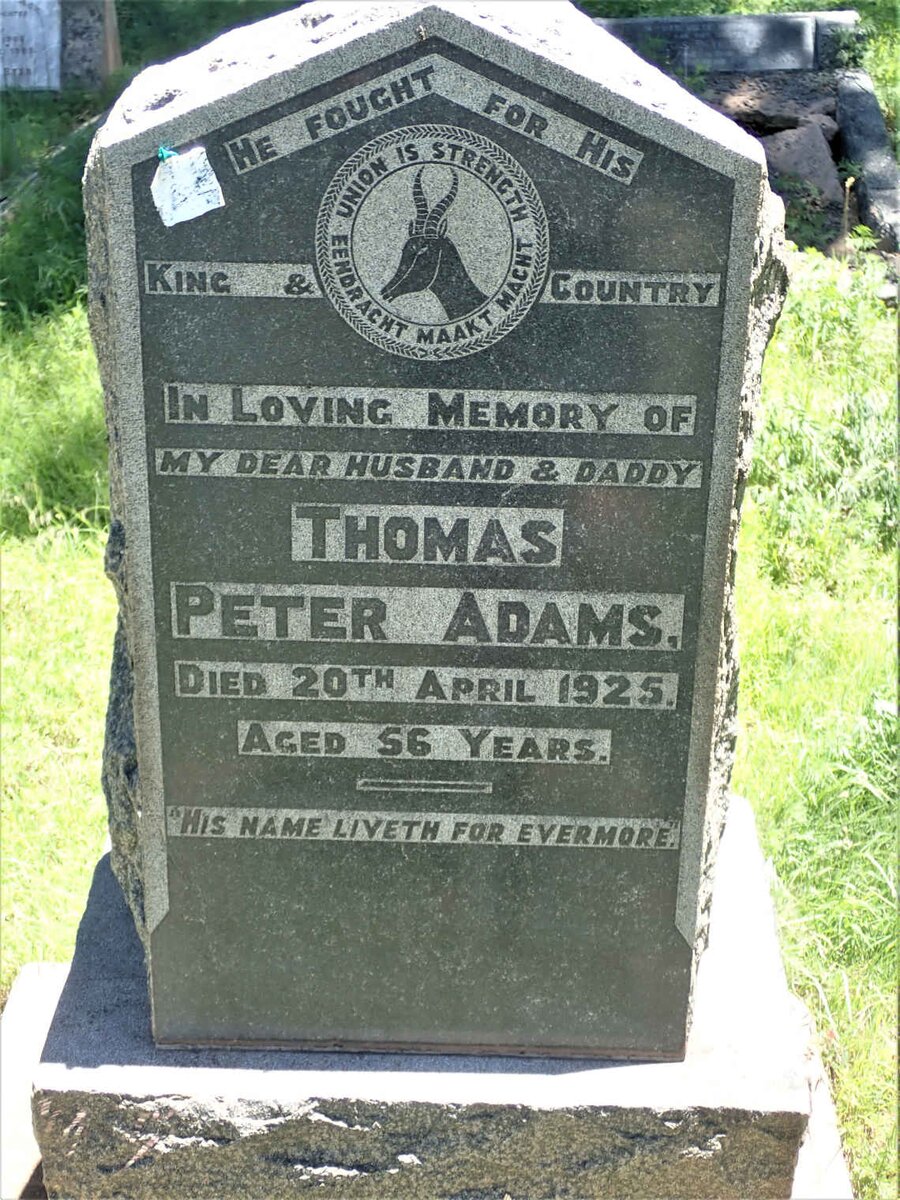 HE FOUGHT FOR HIS
UNION IS STRENGTH
EENDRACHT MAAKT MACHT
KING & COUNTRY
IN LOVING MEMORY OF
MY DEAR HUSBAND & DADDY
THOMAS
PETER ADAMS.
DIED 20TH APRIL 1925.
AGED 56 YEARS.
"HIS NAME LIVETH FOR EVERMORE"